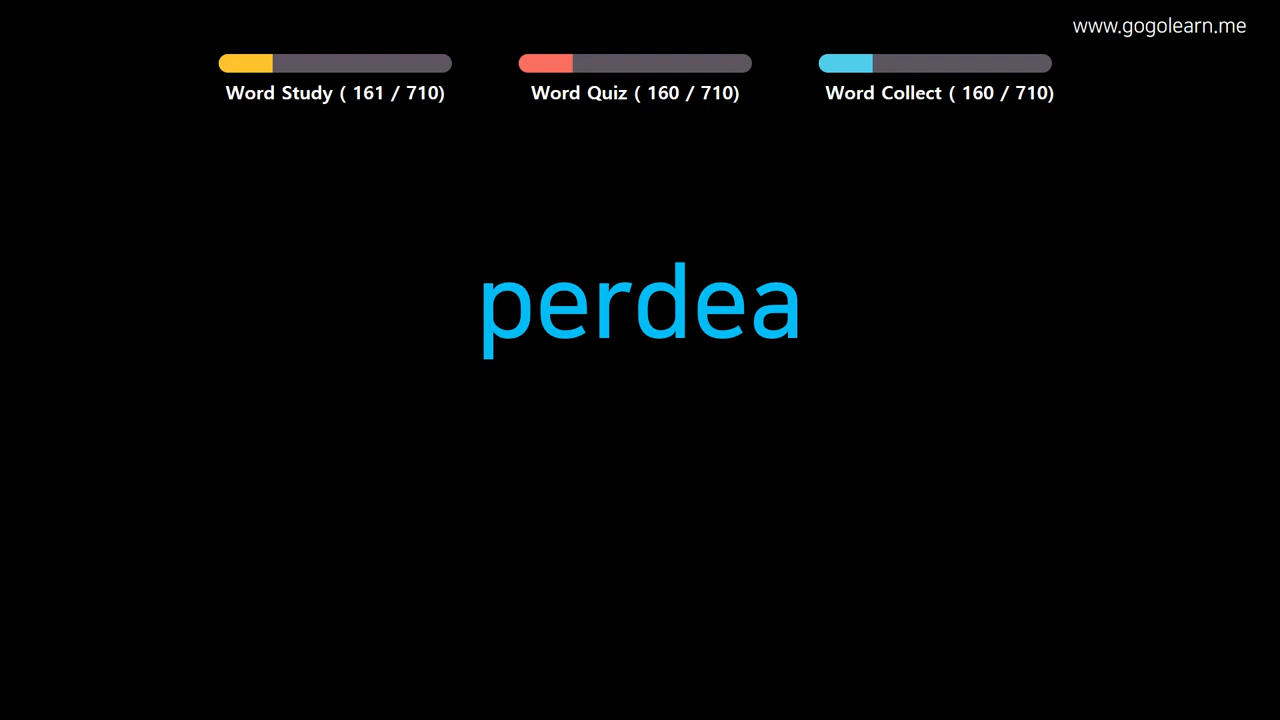 www.gogolearn.me
Word Study ( 161 / 710)
Word Quiz ( 160 / 710)
Word Collect ( 160 / 710)
perdea